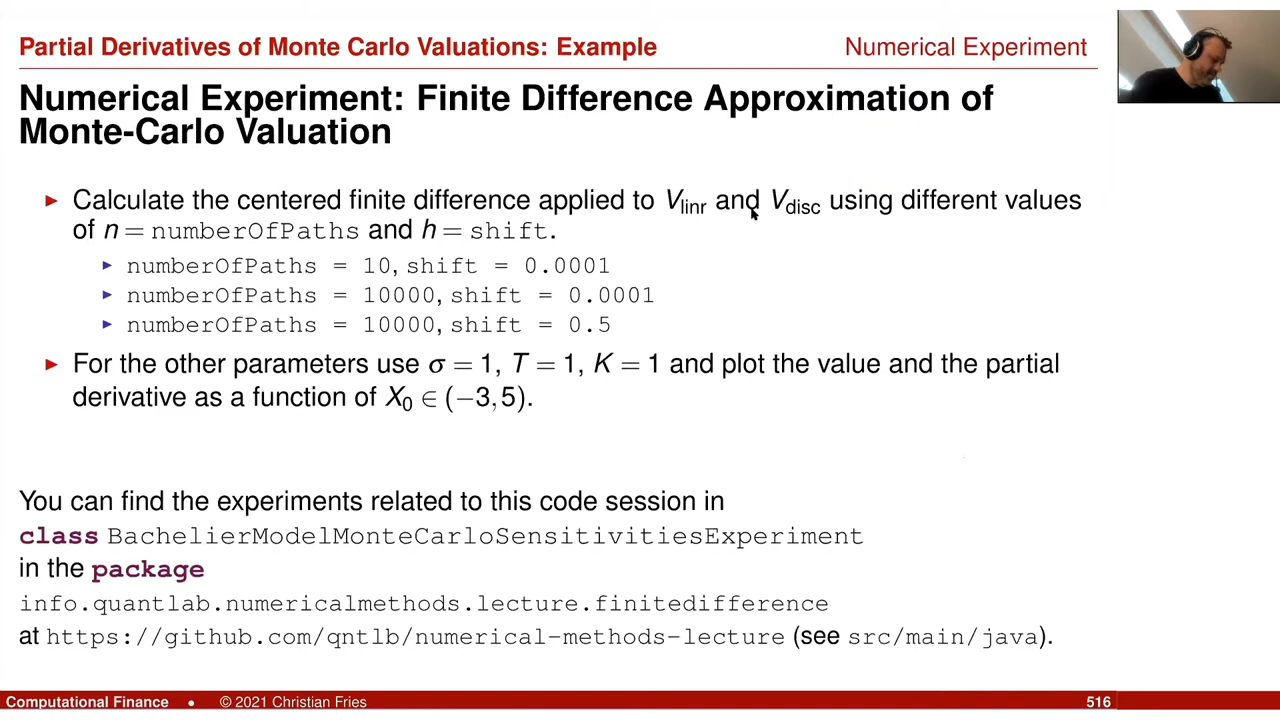 Partial Derivatives of Monte Carlo Valuations: Example
Numerical Experiment
Numerical Experiment: Finite Difference Approximation of
Monte-Carlo Valuation
▶ Calculate the centered finite difference applied to V_linr and V_disc using different values
of n = numberOfPaths and h = shift.
▶ numberOfPaths = 10, shift = 0.0001
▶ numberOfPaths = 10000, shift = 0.0001
▶ numberOfPaths = 10000, shift = 0.5
▶ For the other parameters use σ = 1, T = 1, K = 1 and plot the value and the partial
derivative as a function of X₀ ∈ (−3,5).
You can find the experiments related to this code session in
class BachelierModelMonteCarloSensitivitiesExperiment
in the package
info.quantlab.numericalmethods.lecture.finitedifference
at https://github.com/qntlb/numerical-methods-lecture (see src/main/java).
Computational Finance • © 2021 Christian Fries 516